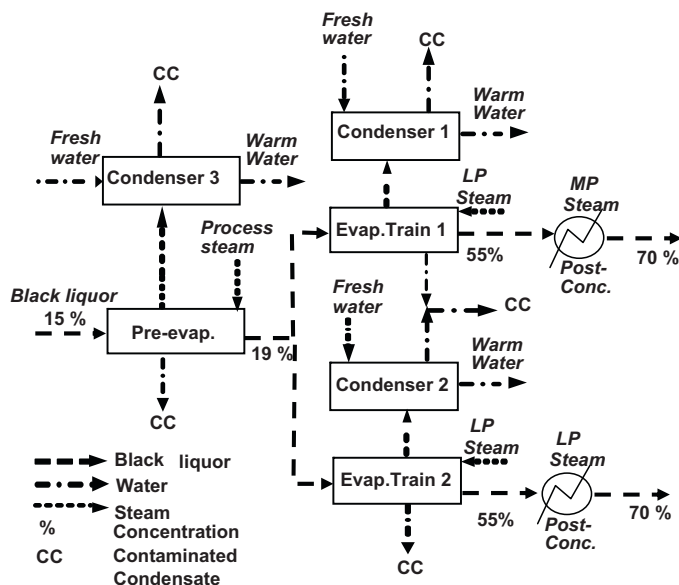 Fresh
water
CC
Warm
Water
Condenser 1
CC
Fresh
water
Warm
Water
Condenser 3
LP
Steam
MP
Steam
Process
steam
Evap.Train 1
55%
70 %
Post-
Conc.
Black liquor
15 %
Pre-evap.
19 %
Fresh
water
CC
Warm
Water
Condenser 2
CC
LP
Steam
LP
Steam
Evap.Train 2
55%
70 %
Post-
Conc.
CC
Black liquor
Water
Steam
% Concentration
CC Contaminated
Condensate